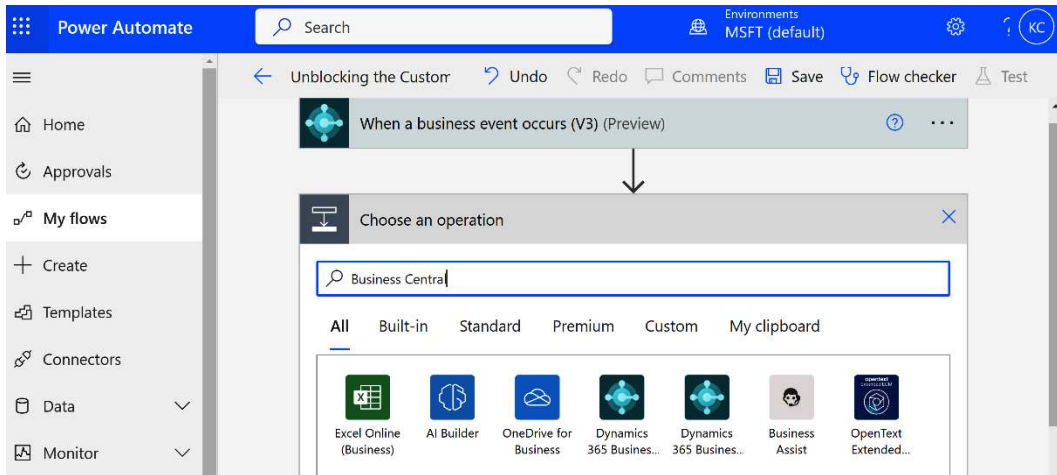 Power Automate
Search
Environments
MSFT (default)
?
KC
Unblocking the Custom
Undo
Redo
Comments
Save
Flow checker
Test
Home
Approvals
My flows
Create
Templates
Connectors
Data
Monitor
When a business event occurs (V3) (Preview)
Choose an operation
Business Central
All
Built-in
Standard
Premium
Custom
My clipboard
Excel Online
(Business)
AI Builder
OneDrive for
Business
Dynamics
365 Busines...
Dynamics
365 Busines...
Business
Assist
opentext
OpenText
Extended...